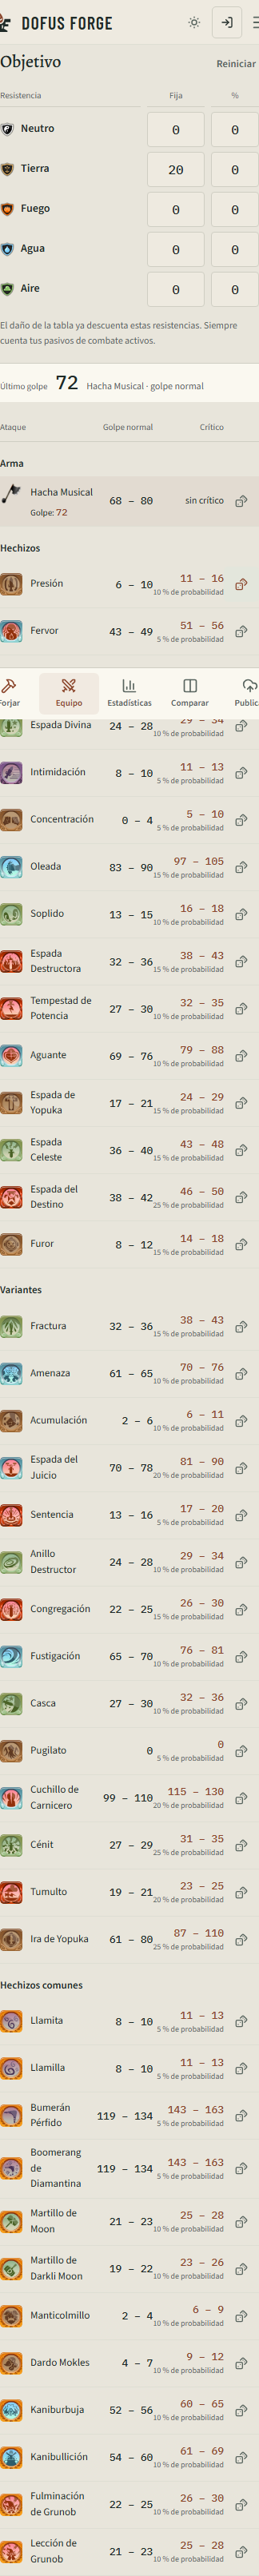 DOFUS FORGE
Objetivo
Reiniciar
Resistencia Fija %
Neutro 0 0
Tierra 20 0
Fuego 0 0
Agua 0 0
Aire 0 0
El daño de la tabla ya descuenta estas resistencias. Siempre
cuenta tus pasivos de combate activos.
Último golpe 72 Hacha Musical - golpe normal
Ataque Golpe normal Crítico
Arma
Hacha Musical 68 – 80 sin crítico
Golpe: 72
Hechizos
Presión 6 – 10 11 – 16
10 % de probabilidad
Fervor 43 – 49 51 – 56
5 % de probabilidad
Forjar Equipo Estadísticas Comparar
Espada Divina 24 – 28 29 – 34
10 % de probabilidad
Intimidación 8 – 10 11 – 13
5 % de probabilidad
Concentración 0 – 4 5 – 10
5 % de probabilidad
Oleada 83 – 90 97 – 105
15 % de probabilidad
Soplido 13 – 15 16 – 18
10 % de probabilidad
Espada
Destructora 32 – 36 38 – 43
15 % de probabilidad
Tempestad de
Potencia 27 – 30 32 – 35
10 % de probabilidad
Aguante 69 – 76 79 – 88
10 % de probabilidad
Espada de
Yopuka 17 – 21 24 – 29
15 % de probabilidad
Espada
Celeste 36 – 40 43 – 48
15 % de probabilidad
Espada del
Destino 38 – 42 46 – 50
25 % de probabilidad
Furor 8 – 12 14 – 18
15 % de probabilidad
Variantes
Fractura 32 – 36 38 – 43
15 % de probabilidad
Amenaza 61 – 65 70 – 76
10 % de probabilidad
Acumulación 2 – 6 6 – 11
10 % de probabilidad
Espada del
Juicio 70 – 78 81 – 90
20 % de probabilidad
Sentencia 13 – 16 17 – 20
5 % de probabilidad
Anillo
Destructor 24 – 28 29 – 34
10 % de probabilidad
Congregación 22 – 25 26 – 30
15 % de probabilidad
Fustigación 65 – 70 76 – 81
10 % de probabilidad
Casca 27 – 30 32 – 36
10 % de probabilidad
Pugilato 0 0
5 % de probabilidad
Cuchillo de
Carnicero 99 – 110 115 – 130
20 % de probabilidad
Cénit 27 – 29 31 – 35
25 % de probabilidad
Tumulto 19 – 21 23 – 25
20 % de probabilidad
Ira de Yopuka 61 – 80 87 – 110
25 % de probabilidad
Hechizos comunes
Llamita 8 – 10 11 – 13
5 % de probabilidad
Llamilla 8 – 10 11 – 13
5 % de probabilidad
Bumerán
Pérfido 119 – 134 143 – 163
5 % de probabilidad
Boomerang
de
Diamantina 119 – 134 143 – 163
5 % de probabilidad
Martillo de
Moon 21 – 23 25 – 28
10 % de probabilidad
Martillo de
Darkli Moon 19 – 22 23 – 26
10 % de probabilidad
Manticolmillo 2 – 4 6 – 9
10 % de probabilidad
Dardo Mokles 4 – 7 9 – 12
10 % de probabilidad
Kaniburbuja 52 – 56 60 – 65
10 % de probabilidad
Kanibullición 54 – 60 61 – 69
10 % de probabilidad
Fulminación
de Grunob 22 – 25 26 – 30
10 % de probabilidad
Lección de
Grunob 21 – 23 25 – 28
10 % de probabilidad